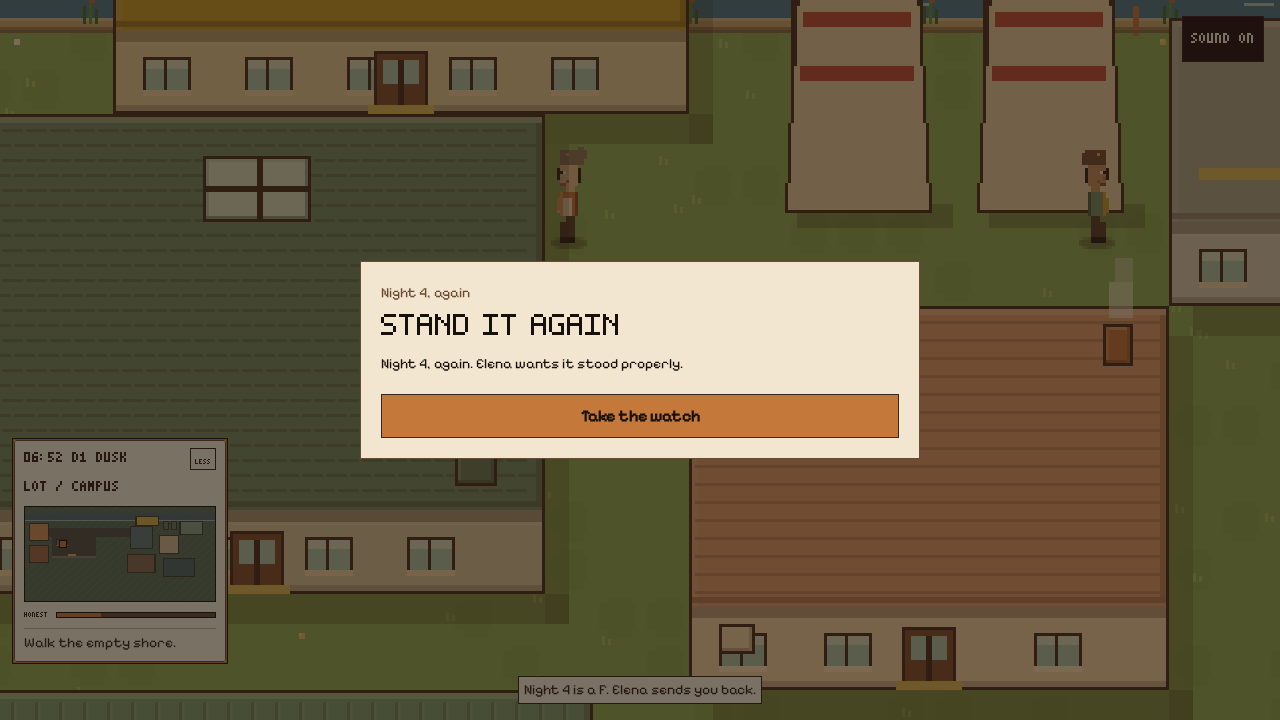 SOUND ON
Night 4, again
STAND IT AGAIN
Night 4, again. Elena wants it stood properly.
Take the watch
06:52 D1 DUSK
LESS
LOT / CAMPUS
HONEST
Walk the empty shore.
Night 4 is a F. Elena sends you back.